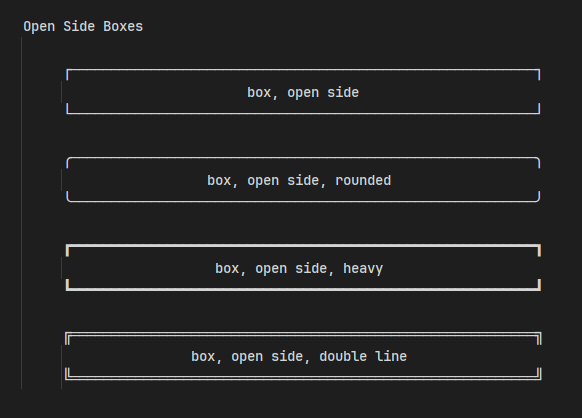 Open Side Boxes
box, open side
box, open side, rounded
box, open side, heavy
box, open side, double line